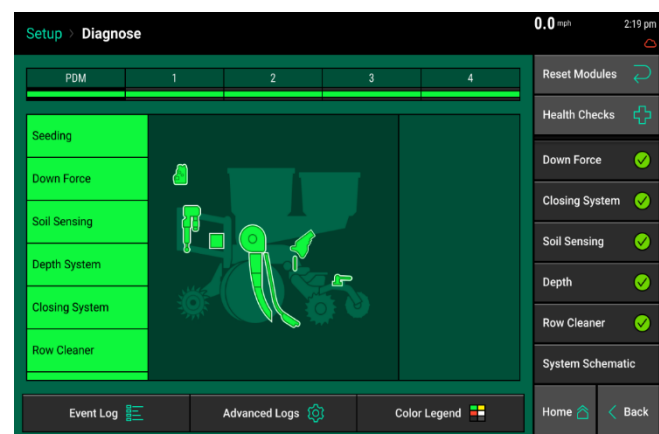 Setup > Diagnose
0.0 mph
2:19 pm
PDM 1 2 3 4
Seeding
Down Force
Soil Sensing
Depth System
Closing System
Row Cleaner
Event Log
Advanced Logs
Color Legend
Reset Modules
Health Checks
Down Force
Closing System
Soil Sensing
Depth
Row Cleaner
System Schematic
Home
< Back